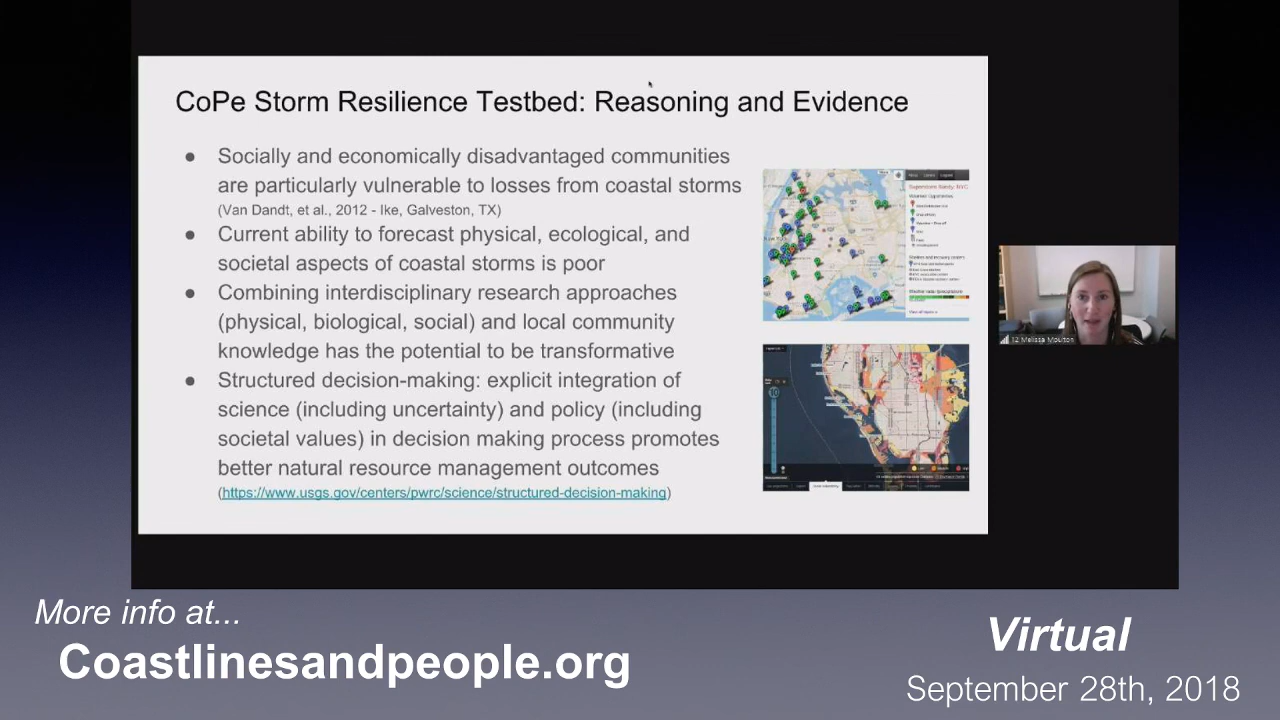 CoPe Storm Resilience Testbed: Reasoning and Evidence
● Socially and economically disadvantaged communities
are particularly vulnerable to losses from coastal storms
(Van Dandt, et al., 2012 - Ike, Galveston, TX)
● Current ability to forecast physical, ecological, and
societal aspects of coastal storms is poor
● Combining interdisciplinary research approaches
(physical, biological, social) and local community
knowledge has the potential to be transformative
● Structured decision-making: explicit integration of
science (including uncertainty) and policy (including
societal values) in decision making process promotes
better natural resource management outcomes
(https://www.usgs.gov/centers/pwrc/science/structured-decision-making)
12 Melissa Moulton
More info at...
Coastlinesandpeople.org
Virtual
September 28th, 2018